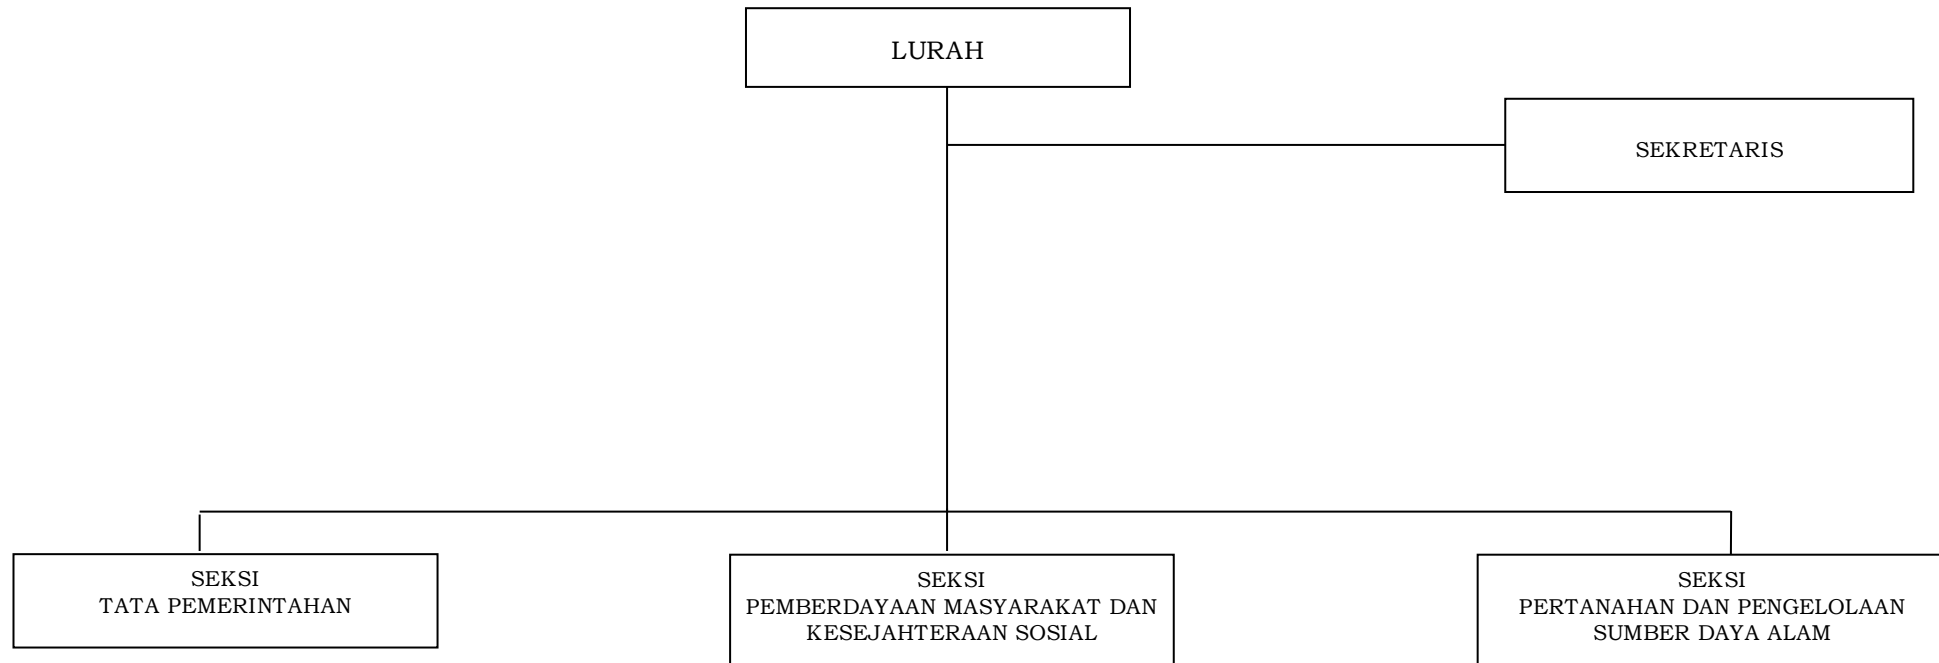 LURAH
SEKRETARIS
SEKSI
TATA PEMERINTAHAN
SEKSI
PEMBERDAYAAN MASYARAKAT DAN
KESEJAHTERAAN SOSIAL
SEKSI
PERTANAHAN DAN PENGELOLAAN
SUMBER DAYA ALAM